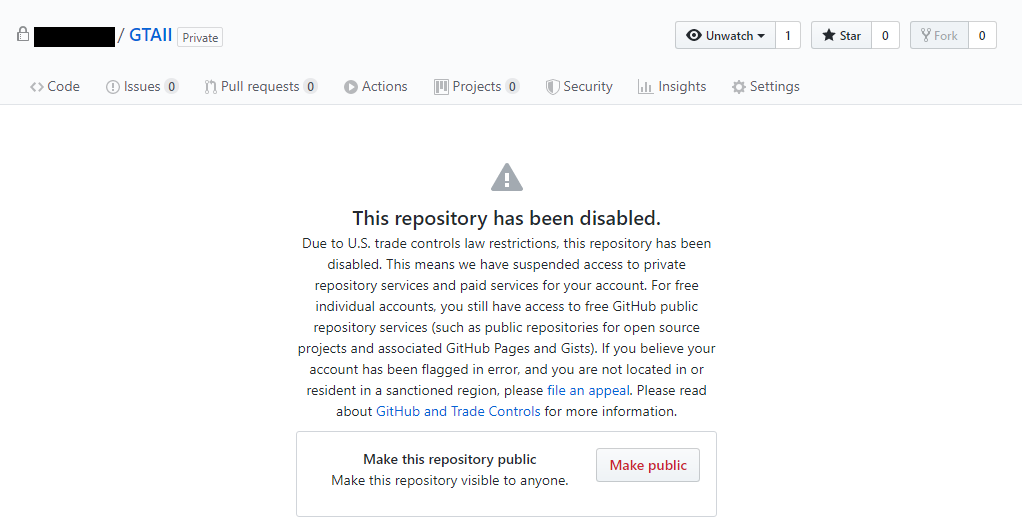 / GTAII Private Unwatch 1 Star 0 Fork 0
Code Issues 0 Pull requests 0 Actions Projects 0 Security Insights Settings
This repository has been disabled.
Due to U.S. trade controls law restrictions, this repository has been
disabled. This means we have suspended access to private
repository services and paid services for your account. For free
individual accounts, you still have access to free GitHub public
repository services (such as public repositories for open source
projects and associated GitHub Pages and Gists). If you believe your
account has been flagged in error, and you are not located in or
resident in a sanctioned region, please file an appeal. Please read
about GitHub and Trade Controls for more information.
Make this repository public
Make this repository visible to anyone.
Make public